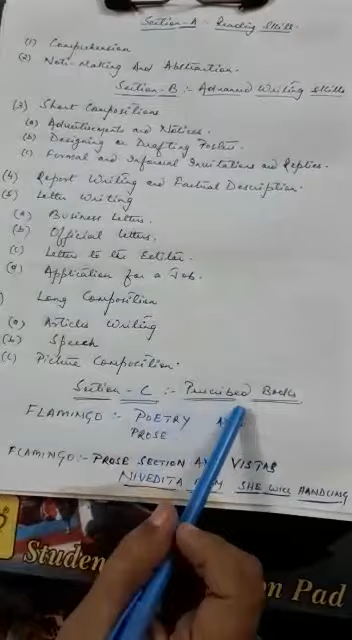 Section-A - Reading Skills
(1) Comprehension
(2) Note-Making And Abstraction.
Section-B :- Advanced Writing Skills
(3) Short Compositions
(a) Advertisements and Notices.
(b) Designing or Drafting Posters.
(c) Formal and Informal Invitations and Replies.
(4) Report Writing and Factual Description.
(5) Letter Writing
(a) Business Letters.
(b) Official Letters.
(c) Letter to the Editor.
(d) Application for a Job.
) Long Composition
(a) Article Writing
(b) Speech
(c) Picture Composition.
Section - C :- Prescribed Books
FLAMINGO :- POETRY A
PROSE
FLAMINGO :- PROSE SECTION VISTAS
NIVEDITA SHE WILL HANDLING
Studen n Pad